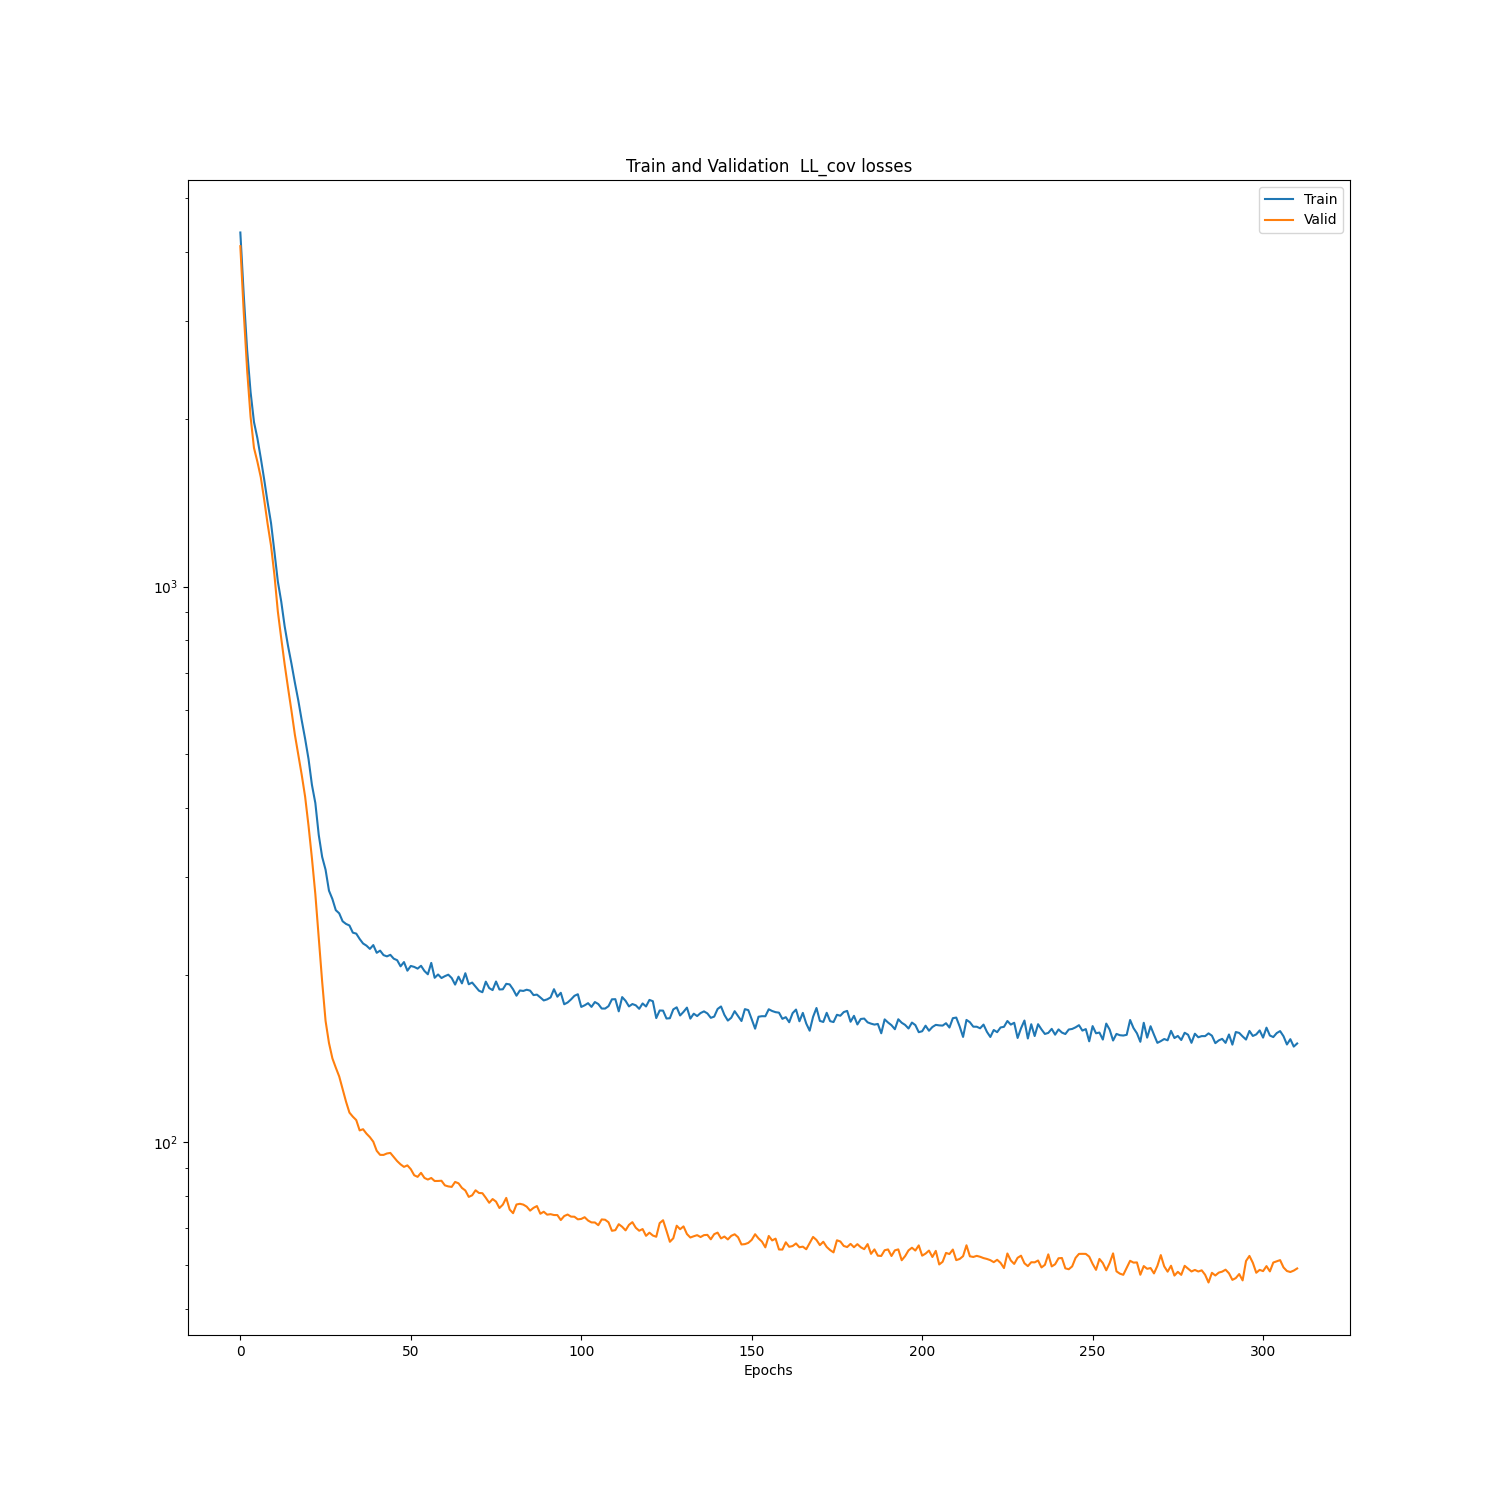 Train and Validation  LL_cov losses
Train
Valid
10³
10²
0 50 100 150 200 250 300
Epochs